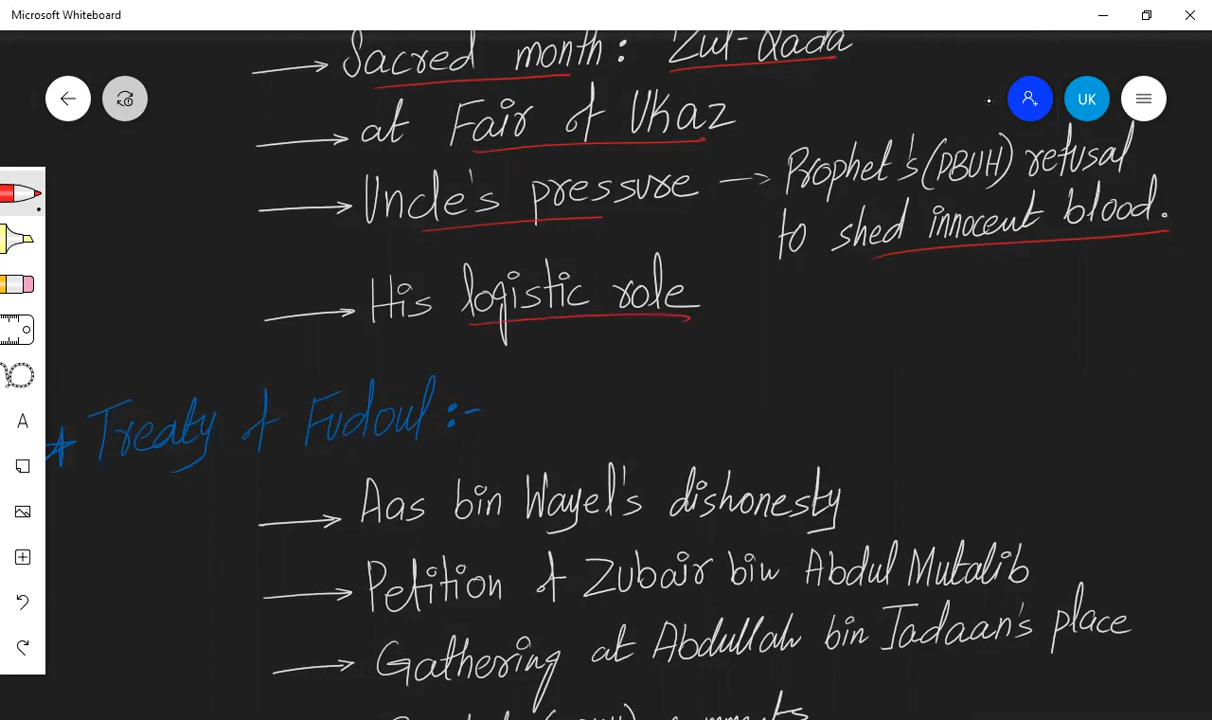 Microsoft Whiteboard
→ Sacred month: Zul-Qada
→ at Fair of Ukaz
UK
→ Uncle's pressure → Prophet's (PBUH) refusal
to shed innocent blood.
→ His logistic role
* Treaty of Fudoul :-
A
→ Aas bin Wayel's dishonesty
→ Petition of Zubair bin Abdul Mutalib
→ Gathering at Abdullah bin Jadaan's place
(PBUH)